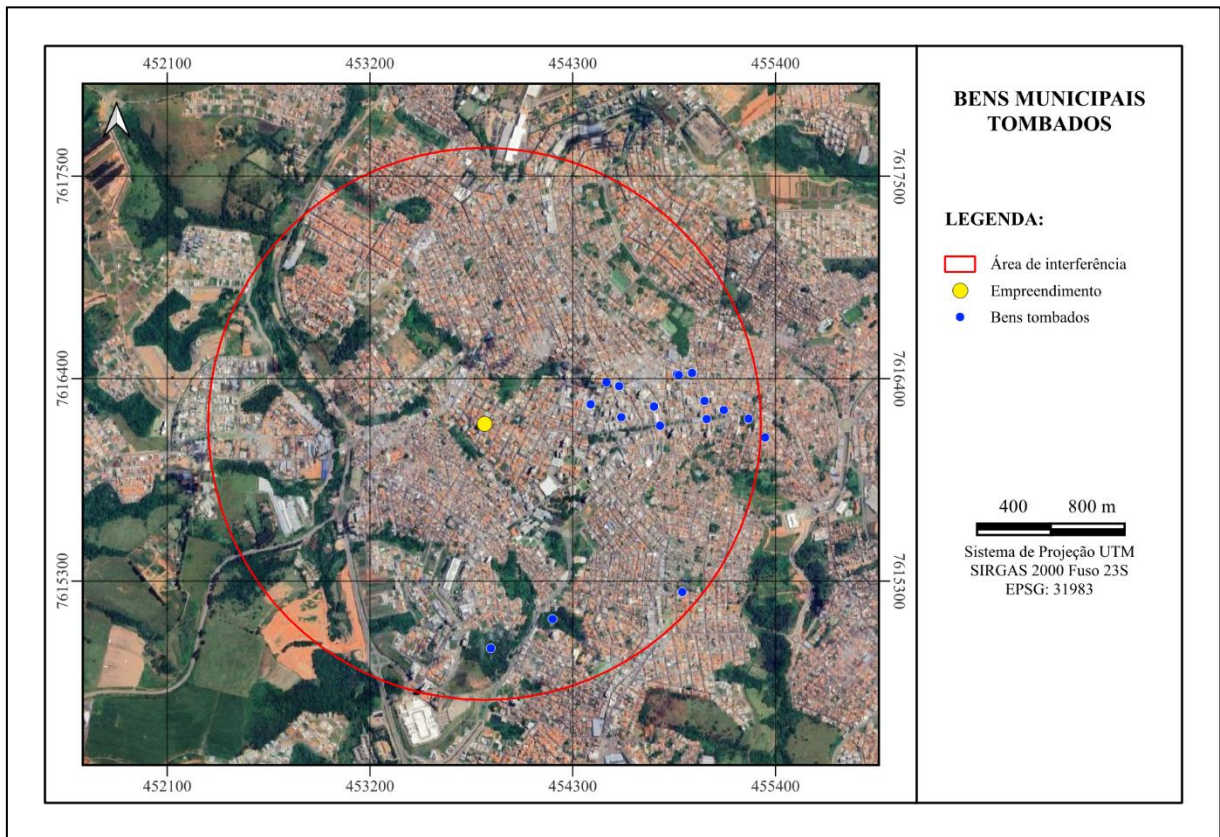 452100 453200 454300 455400
7617500 7617500
7616400 7616400
7615300 7615300
452100 453200 454300 455400
BENS MUNICIPAIS
TOMBADOS
LEGENDA:
Área de interferência
Empreendimento
Bens tombados
400 800 m
Sistema de Projeção UTM
SIRGAS 2000 Fuso 23S
EPSG: 31983